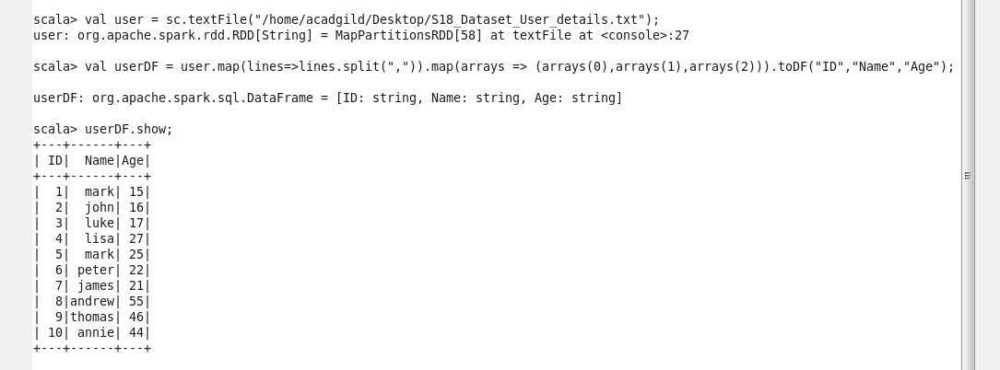 scala> val user = sc.textFile("/home/acadgild/Desktop/S18_Dataset_User_details.txt");
user: org.apache.spark.rdd.RDD[String] = MapPartitionsRDD[58] at textFile at <console>:27
scala> val userDF = user.map(lines=>lines.split(",")).map(arrays => (arrays(0),arrays(1),arrays(2))).toDF("ID","Name","Age");
userDF: org.apache.spark.sql.DataFrame = [ID: string, Name: string, Age: string]
scala> userDF.show;
+---+------+---+
| ID|  Name|Age|
+---+------+---+
|  1|  mark| 15|
|  2|  john| 16|
|  3|  luke| 17|
|  4|  lisa| 27|
|  5|  mark| 25|
|  6| peter| 22|
|  7| james| 21|
|  8|andrew| 55|
|  9|thomas| 46|
| 10| annie| 44|
+---+------+---+